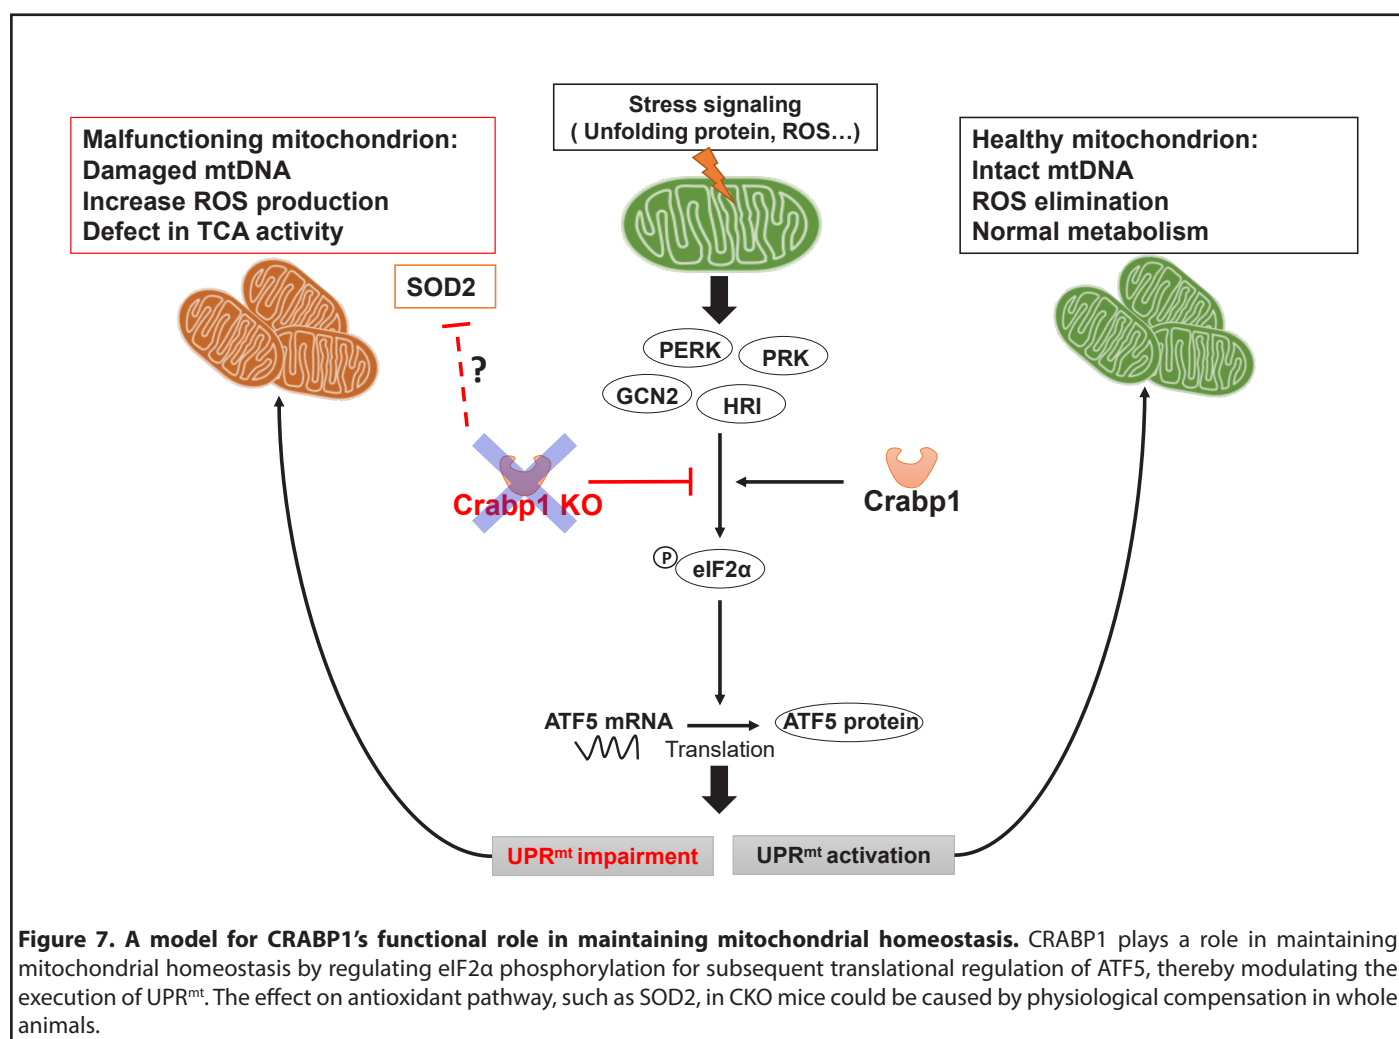 Stress signaling
( Unfolding protein, ROS...)
Malfunctioning mitochondrion:
Damaged mtDNA
Increase ROS production
Defect in TCA activity
Healthy mitochondrion:
Intact mtDNA
ROS elimination
Normal metabolism
SOD2
?
PERK
PRK
GCN2
HRI
Crabp1 KO
Crabp1
P
eIF2α
ATF5 mRNA
Translation
ATF5 protein
UPRmt impairment
UPRmt activation
Figure 7. A model for CRABP1’s functional role in maintaining mitochondrial homeostasis. CRABP1 plays a role in maintaining
mitochondrial homeostasis by regulating eIF2α phosphorylation for subsequent translational regulation of ATF5, thereby modulating the
execution of UPRmt. The effect on antioxidant pathway, such as SOD2, in CKO mice could be caused by physiological compensation in whole
animals.